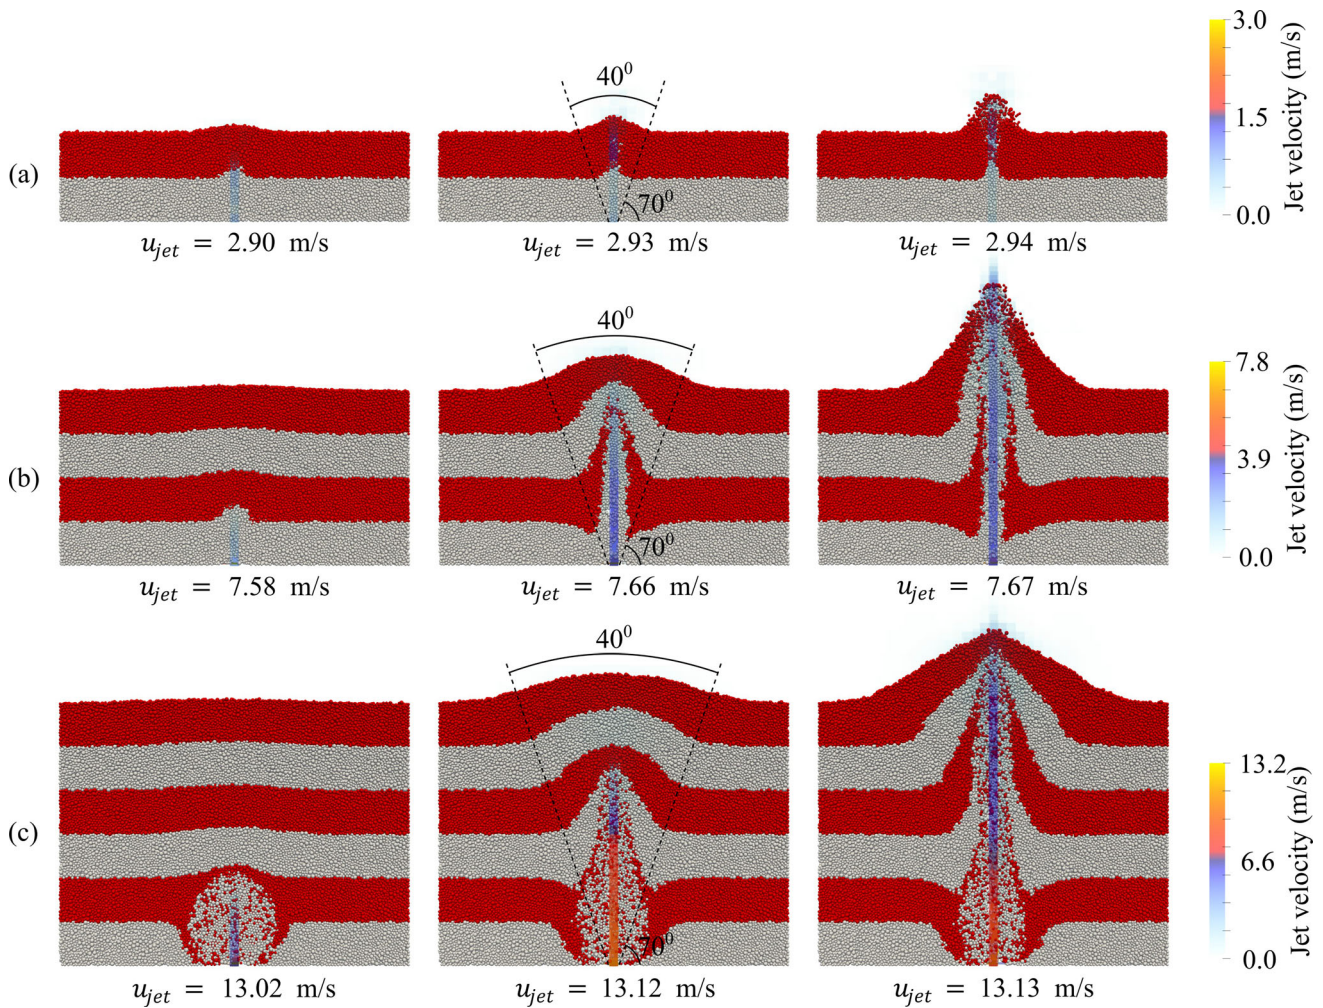 40⁰
3.0
1.5
0.0
Jet velocity (m/s)
(a)
70⁰
u_jet = 2.90 m/s
u_jet = 2.93 m/s
u_jet = 2.94 m/s
40⁰
7.8
3.9
0.0
Jet velocity (m/s)
(b)
70⁰
u_jet = 7.58 m/s
u_jet = 7.66 m/s
u_jet = 7.67 m/s
40⁰
13.2
6.6
0.0
Jet velocity (m/s)
(c)
70⁰
u_jet = 13.02 m/s
u_jet = 13.12 m/s
u_jet = 13.13 m/s